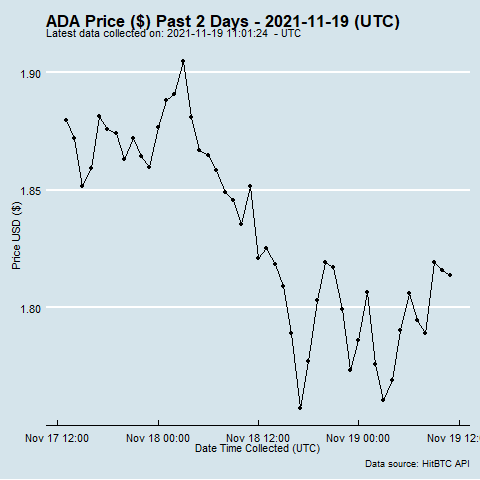 ADA Price ($) Past 2 Days - 2021-11-19 (UTC)
Latest data collected on: 2021-11-19 11:01:24 - UTC
1.90
1.85
1.80
Price USD ($)
Nov 17 12:00 Nov 18 00:00 Nov 18 12:00 Nov 19 00:00 Nov 19 12:
Date Time Collected (UTC)
Data source: HitBTC API